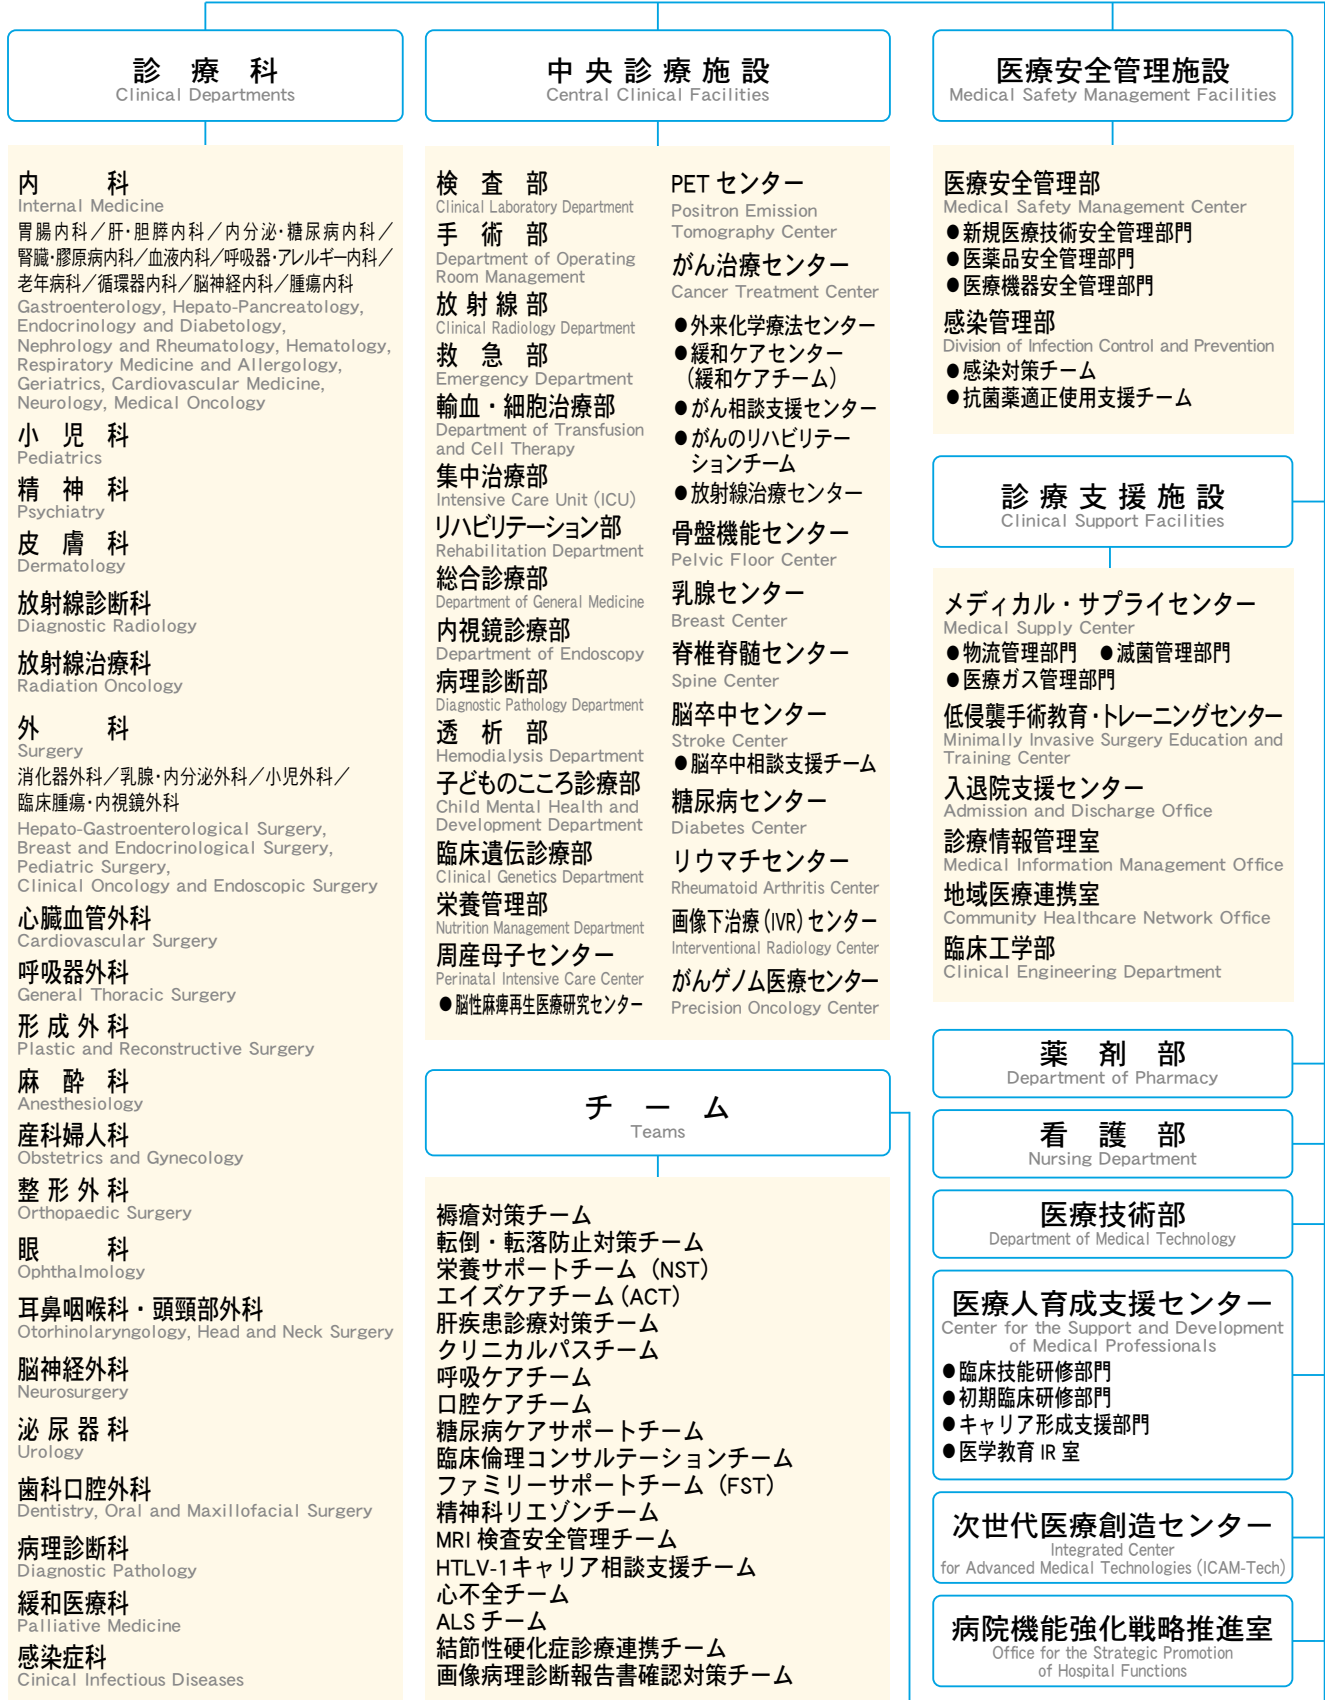 診療科
Clinical Departments
内科
Internal Medicine
胃腸内科／肝・胆膵内科／内分泌・糖尿病内科／
腎臓・膠原病内科／血液内科／呼吸器・アレルギー内科／
老年病科／循環器内科／脳神経内科／腫瘍内科
Gastroenterology, Hepato-Pancreatology,
Endocrinology and Diabetology,
Nephrology and Rheumatology, Hematology,
Respiratory Medicine and Allergology,
Geriatrics, Cardiovascular Medicine,
Neurology, Medical Oncology
小児科
Pediatrics
精神科
Psychiatry
皮膚科
Dermatology
放射線診断科
Diagnostic Radiology
放射線治療科
Radiation Oncology
外科
Surgery
消化器外科／乳腺・内分泌外科／小児外科／
臨床腫瘍・内視鏡外科
Hepato-Gastroenterological Surgery,
Breast and Endocrinological Surgery,
Pediatric Surgery,
Clinical Oncology and Endoscopic Surgery
心臓血管外科
Cardiovascular Surgery
呼吸器外科
General Thoracic Surgery
形成外科
Plastic and Reconstructive Surgery
麻酔科
Anesthesiology
産科婦人科
Obstetrics and Gynecology
整形外科
Orthopaedic Surgery
眼科
Ophthalmology
耳鼻咽喉科・頭頸部外科
Otorhinolaryngology, Head and Neck Surgery
脳神経外科
Neurosurgery
泌尿器科
Urology
歯科口腔外科
Dentistry, Oral and Maxillofacial Surgery
病理診断科
Diagnostic Pathology
緩和医療科
Palliative Medicine
感染症科
Cinical Infectious Diseases
中央診療施設
Central Clinical Facilities
検査部
Clinical Laboratory Department
手術部
Department of Operating
Room Management
放射線部
Clinical Radiology Department
救急部
Emergency Department
輸血・細胞治療部
Department of Transfusion
and Cell Therapy
集中治療部
Intensive Care Unit (ICU)
リハビリテーション部
Rehabilitation Department
総合診療部
Department of General Medicine
内視鏡診療部
Department of Endoscopy
病理診断部
Diagnostic Pathology Department
透析部
Hemodialysis Department
子どものこころ診療部
Child Mental Health and
Development Department
臨床遺伝診療部
Clinical Genetics Department
栄養管理部
Nutrition Management Department
周産母子センター
Perinatal Intensive Care Center
●脳性麻痺再生医療研究センター
PET センター
Positron Emission
Tomography Center
がん治療センター
Cancer Treatment Center
●外来化学療法センター
●緩和ケアセンター
（緩和ケアチーム）
●がん相談支援センター
●がんのリハビリテー
ションチーム
●放射線治療センター
骨盤機能センター
Pelvic Floor Center
乳腺センター
Breast Center
脊椎脊髄センター
Spine Center
脳卒中センター
Stroke Center
●脳卒中相談支援チーム
糖尿病センター
Diabetes Center
リウマチセンター
Rheumatoid Arthritis Center
画像下治療(IVR)センター
Interventional Radiology Center
がんゲノム医療センター
Precision Oncology Center
チーム
Teams
褥瘡対策チーム
転倒・転落防止対策チーム
栄養サポートチーム（NST）
エイズケアチーム(ACT）
肝疾患診療対策チーム
クリニカルパスチーム
呼吸ケアチーム
口腔ケアチーム
糖尿病ケアサポートチーム
臨床倫理コンサルテーションチーム
ファミリーサポートチーム（FST）
精神科リエゾンチーム
MRI 検査安全管理チーム
HTLV-1キャリア相談支援チーム
心不全チーム
ALS チーム
結節性硬化症診療連携チーム
画像病理診断報告書確認対策チーム
医療安全管理施設
Medical Safety Management Facilities
医療安全管理部
Medical Safety Management Center
●新規医療技術安全管理部門
●医薬品安全管理部門
●医療機器安全管理部門
感染管理部
Division of Infection Control and Prevention
●感染対策チーム
●抗菌薬適正使用支援チーム
診療支援施設
Clinical Support Facilities
メディカル・サプライセンター
Medical Supply Center
●物流管理部門　●滅菌管理部門
●医療ガス管理部門
低侵襲手術教育・トレーニングセンター
Minimally Invasive Surgery Education and
Training Center
入退院支援センター
Admission and Discharge Office
診療情報管理室
Medical Information Management Office
地域医療連携室
Community Healthcare Network Office
臨床工学部
Clinical Engineering Department
薬剤部
Department of Pharmacy
看護部
Nursing Department
医療技術部
Department of Medical Technology
医療人育成支援センター
Center for the Support and Development
of Medical Professionals
●臨床技能研修部門
●初期臨床研修部門
●キャリア形成支援部門
●医学教育 IR 室
次世代医療創造センター
Integrated Center
for Advanced Medical Technologies (ICAM-Tech)
病院機能強化戦略推進室
Office for the Strategic Promotion
of Hospital Functions